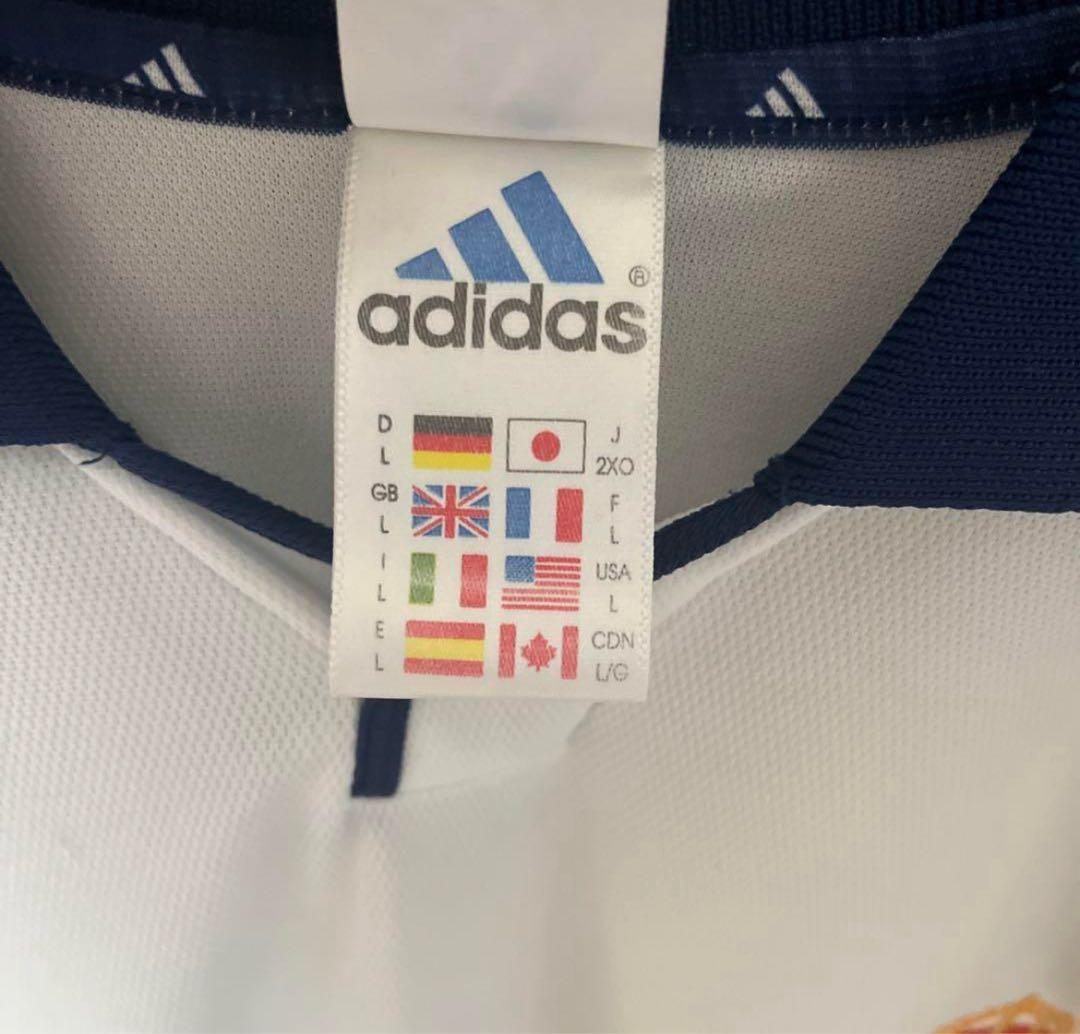 adidas ®
D J
L 2XO
GB F
L L
I USA
L L
E CDN
L L/G